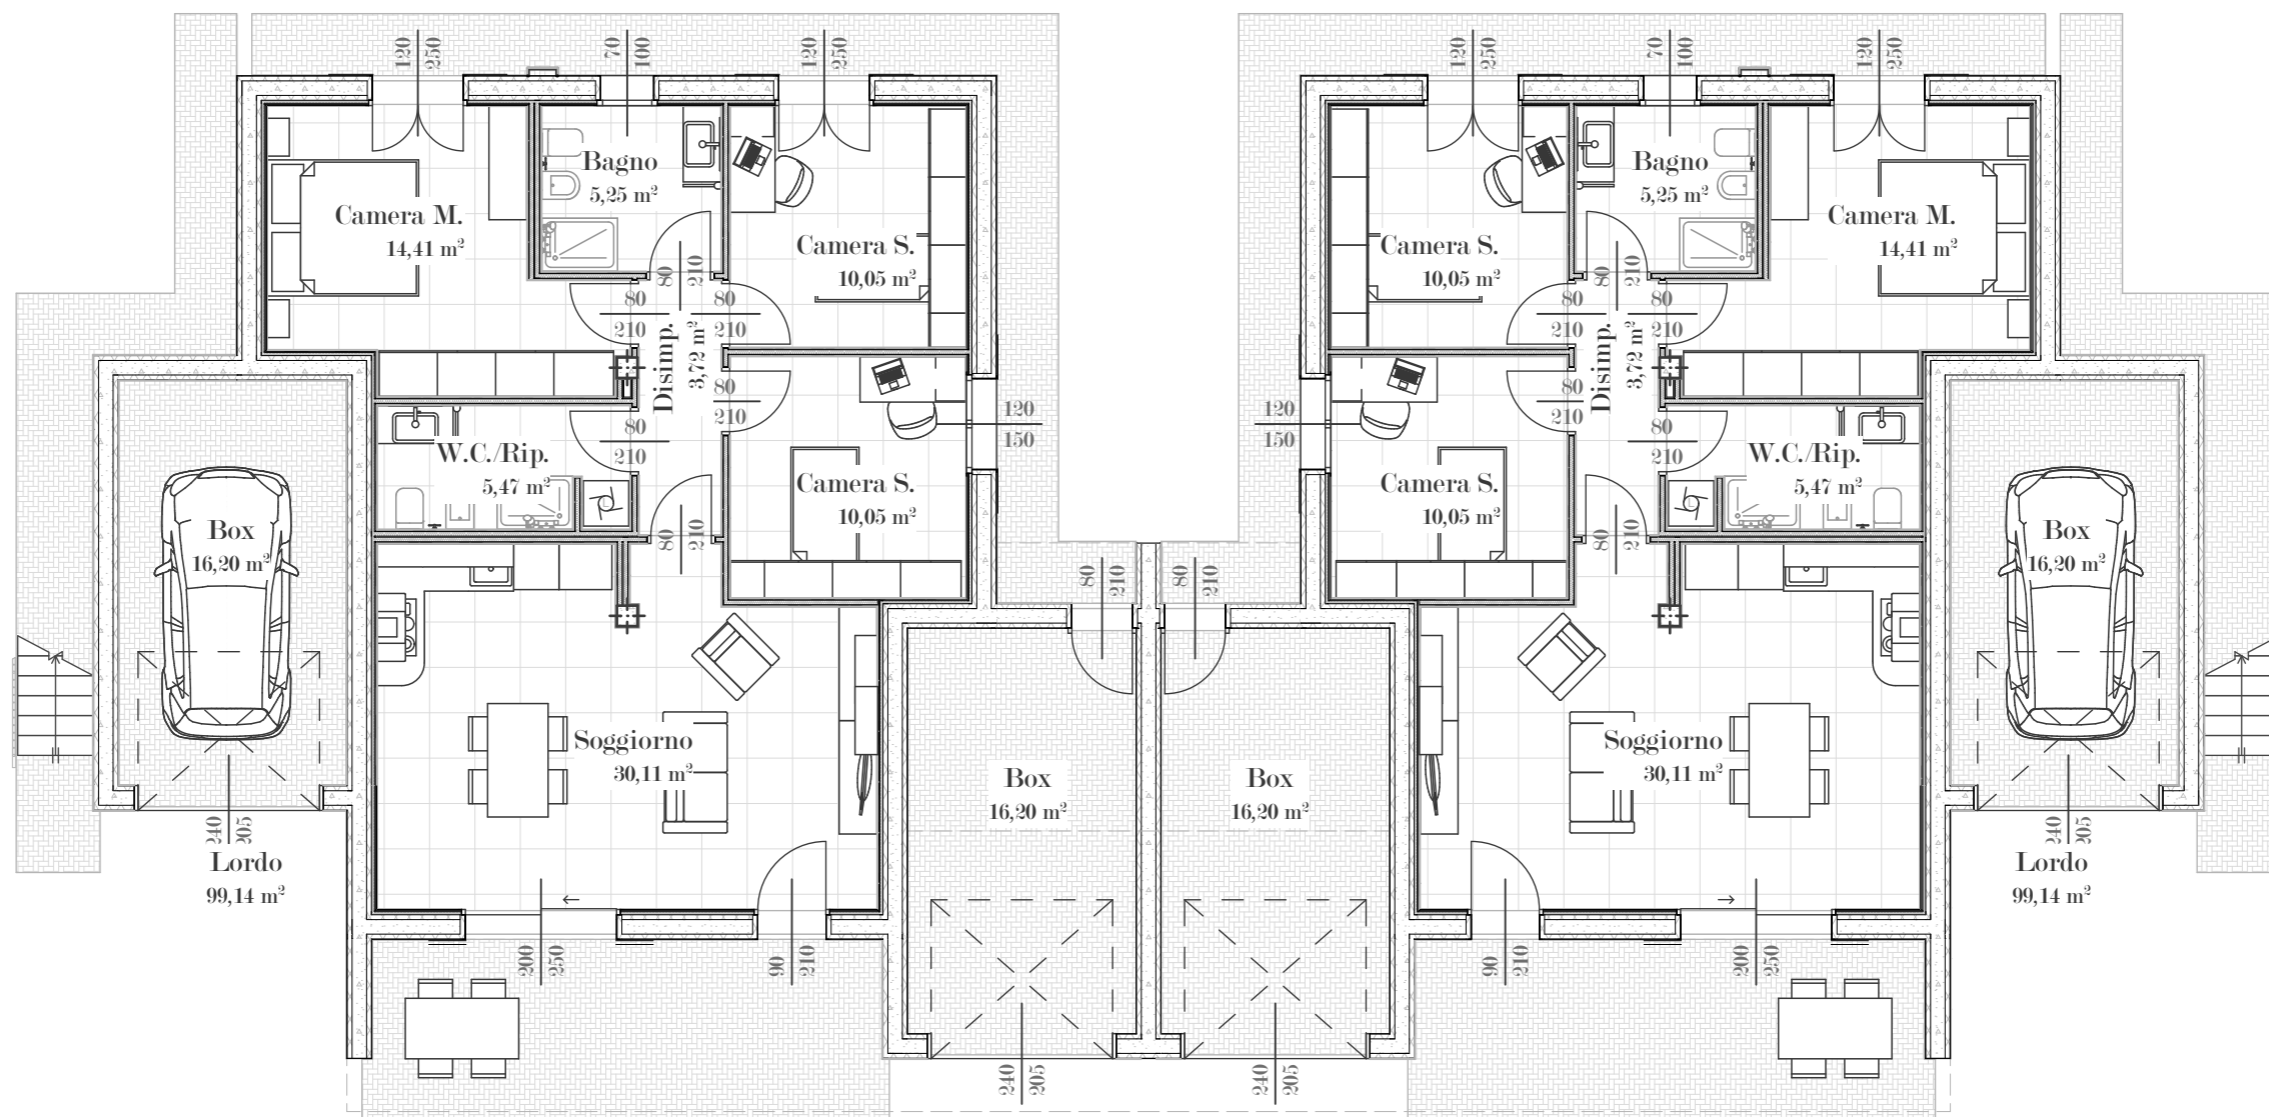 120
250
70
100
120
250
120
250
70
100
120
250
Bagno
5,25 m²
Camera M.
14,41 m²
Camera S.
10,05 m²
80
210
80
210
80
210
Disimp.
3,72 m²
80
210
120
150
80
210
W.C./Rip.
5,47 m²
Camera S.
10,05 m²
80
210
Box
16,20 m²
Soggiorno
30,11 m²
240
205
Lordo
99,14 m²
200
250
90
210
80
210
Box
16,20 m²
240
205
80
210
Box
16,20 m²
240
205
Bagno
5,25 m²
Camera S.
10,05 m²
Camera M.
14,41 m²
80
210
80
210
80
210
Disimp.
3,72 m²
120
150
80
210
80
210
W.C./Rip.
5,47 m²
Camera S.
10,05 m²
80
210
Box
16,20 m²
Soggiorno
30,11 m²
240
205
Lordo
99,14 m²
90
210
200
250